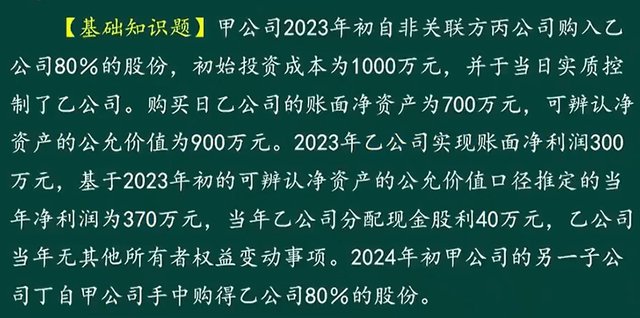 【基础知识题】甲公司2023年初自非关联方丙公司购入乙
公司80%的股份，初始投资成本为1000万元，并于当日实质控
制了乙公司。购买日乙公司的账面净资产为700万元，可辨认净
资产的公允价值为900万元。2023年乙公司实现账面净利润300
万元，基于2023年初的可辨认净资产的公允价值口径推定的当
年净利润为370万元，当年乙公司分配现金股利40万元，乙公司
当年无其他所有者权益变动事项。2024年初甲公司的另一子公
司丁自甲公司手中购得乙公司80%的股份。